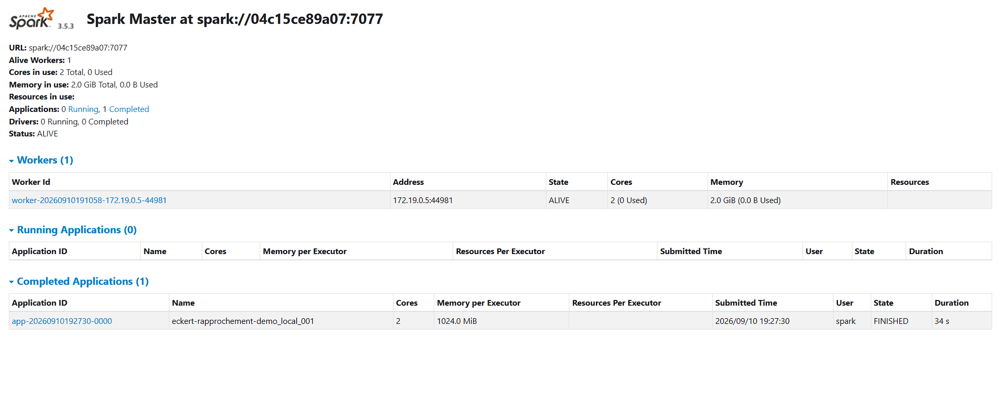 APACHE
Spark 3.5.3 Spark Master at spark://04c15ce89a07:7077
URL: spark://04c15ce89a07:7077
Alive Workers: 1
Cores in use: 2 Total, 0 Used
Memory in use: 2.0 GiB Total, 0.0 B Used
Resources in use:
Applications: 0 Running, 1 Completed
Drivers: 0 Running, 0 Completed
Status: ALIVE
Workers (1)
Worker Id Address State Cores Memory Resources
worker-20260910191058-172.19.0.5-44981 172.19.0.5:44981 ALIVE 2 (0 Used) 2.0 GiB (0.0 B Used)
Running Applications (0)
Application ID Name Cores Memory per Executor Resources Per Executor Submitted Time User State Duration
Completed Applications (1)
Application ID Name Cores Memory per Executor Resources Per Executor Submitted Time User State Duration
app-20260910192730-0000 eckert-rapprochement-demo_local_001 2 1024.0 MiB 2026/09/10 19:27:30 spark FINISHED 34 s